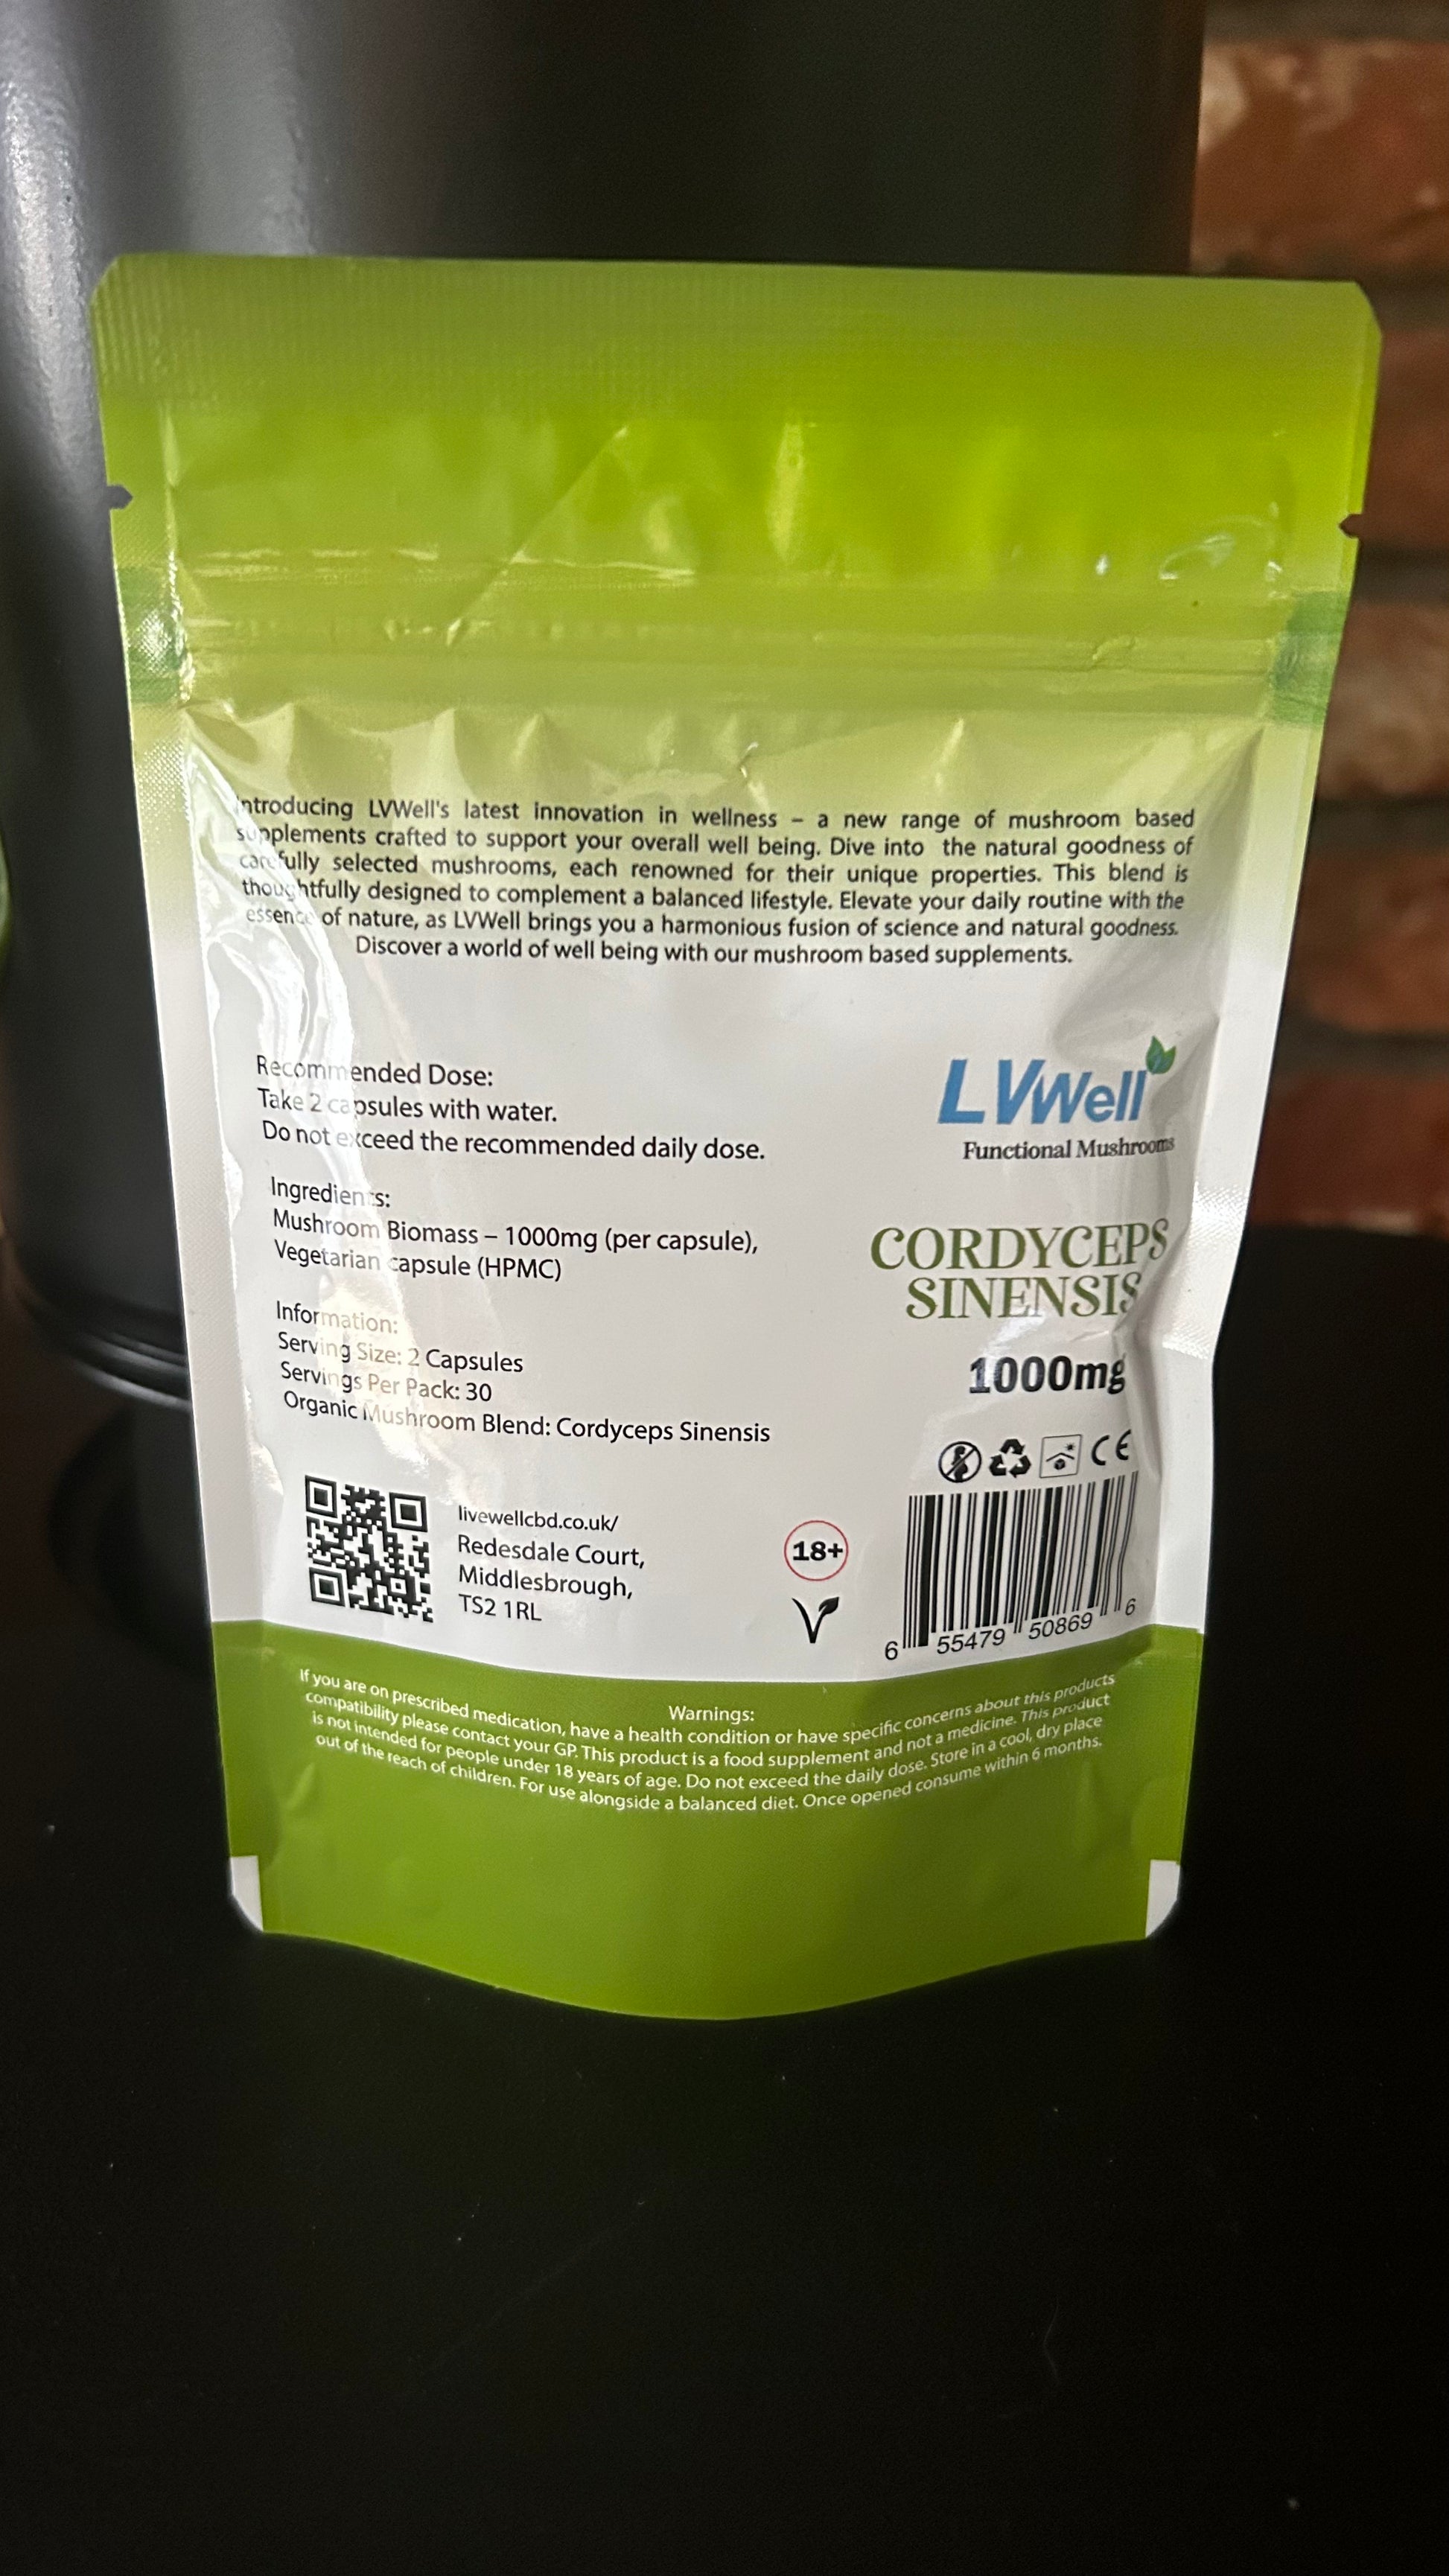 Introducing LVWell's latest innovation in wellness – a new range of mushroom based
supplements crafted to support your overall well being. Dive into the natural goodness of
carefully selected mushrooms, each renowned for their unique properties. This blend is
thoughtfully designed to complement a balanced lifestyle. Elevate your daily routine with the
essence of nature, as LVWell brings you a harmonious fusion of science and natural goodness.
Discover a world of well being with our mushroom based supplements.
Recommended Dose:
Take 2 capsules with water.
Do not exceed the recommended daily dose.
Ingredients:
Mushroom Biomass – 1000mg (per capsule),
Vegetarian capsule (HPMC)
Information:
Serving Size: 2 Capsules
Servings Per Pack: 30
Organic Mushroom Blend: Cordyceps Sinensis
LVWell
Functional Mushrooms
CORDYCEPS
SINENSIS
1000mg
CE
livewellcbd.co.uk/
Redesdale Court,
Middlesbrough,
TS2 1RL
18+
V
6 55479 50869 6
Warnings:
If you are on prescribed medication, have a health condition or have specific concerns about this products
compatibility please contact your GP. This product is a food supplement and not a medicine. This product
is not intended for people under 18 years of age. Do not exceed the daily dose. Store in a cool, dry place
out of the reach of children. For use alongside a balanced diet. Once opened consume within 6 months.